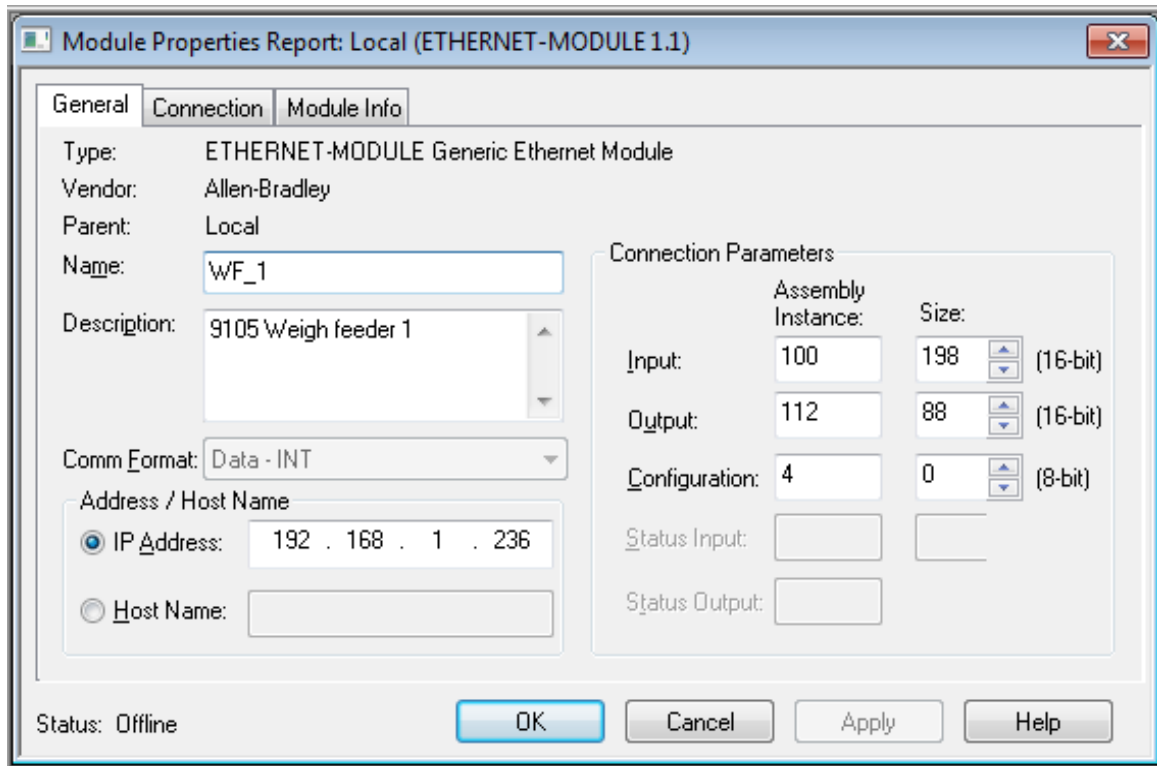 Module Properties Report: Local (ETHERNET-MODULE 1.1)
General Connection Module Info
Type: ETHERNET-MODULE Generic Ethernet Module
Vendor: Allen-Bradley
Parent: Local
Name: WF_1
Description: 9105 Weigh feeder 1
Comm Format: Data - INT
Address / Host Name
IP Address: 192 . 168 . 1 . 236
Host Name:
Connection Parameters
Assembly
Instance: Size:
Input: 100 198 (16-bit)
Output: 112 88 (16-bit)
Configuration: 4 0 (8-bit)
Status Input:
Status Output:
Status: Offline OK Cancel Apply Help